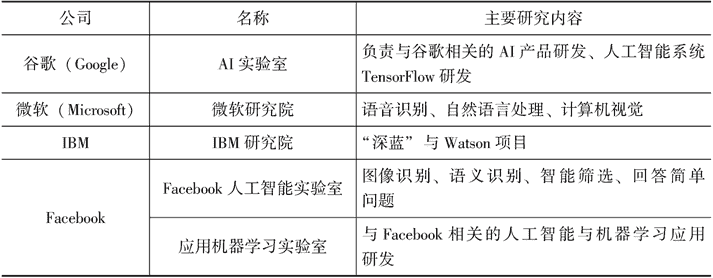 公司 名称 主要研究内容
谷歌（Google） AI 实验室 负责与谷歌相关的 AI 产品研发、人工智能系统
TensorFlow 研发
微软（Microsoft） 微软研究院 语音识别、自然语言处理、计算机视觉
IBM IBM 研究院 “深蓝”与 Watson 项目
Facebook
Facebook 人工智能实验室 图像识别、语义识别、智能筛选、回答简单
问题
应用机器学习实验室 与 Facebook 相关的人工智能与机器学习应用
研发